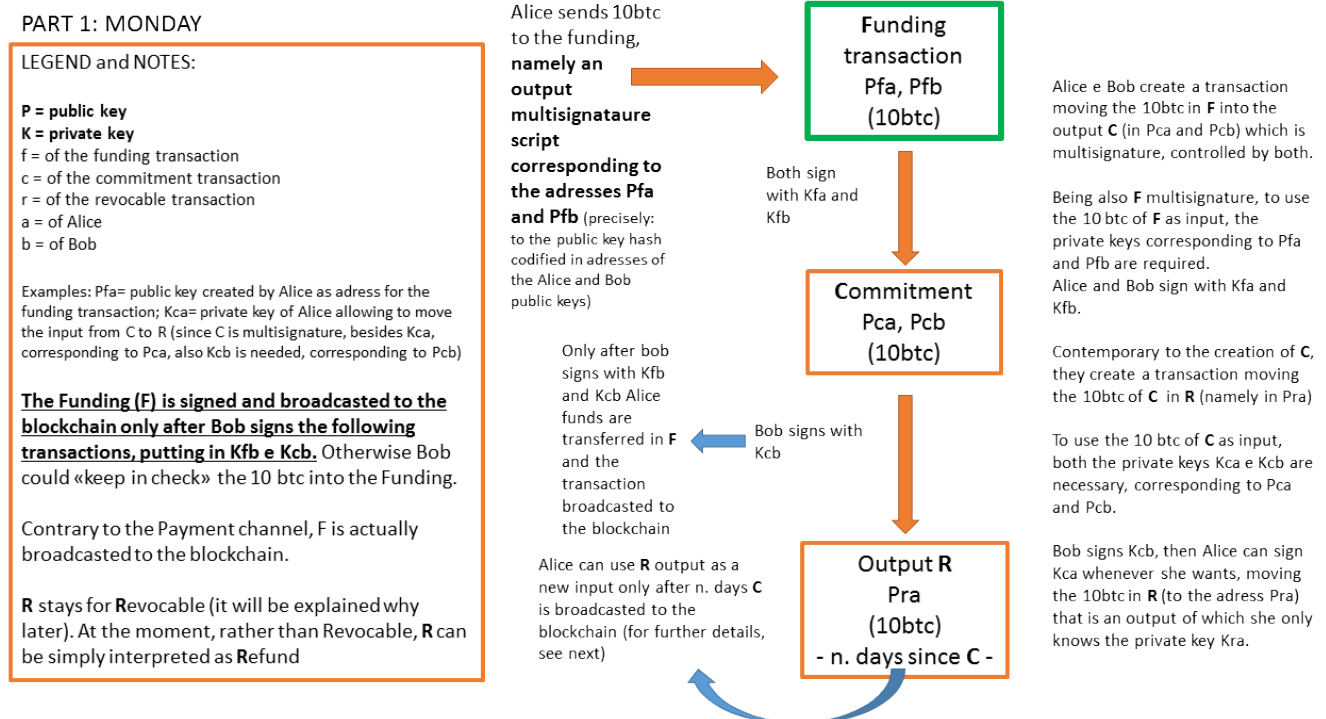 PART 1: MONDAY
LEGEND and NOTES:
P = public key
K = private key
f = of the funding transaction
c = of the commitment transaction
r = of the revocable transaction
a = of Alice
b = of Bob
Examples: Pfa= public key created by Alice as adress for the
funding transaction; Kca= private key of Alice allowing to move
the input from C to R (since C is multisignature, besides Kca,
corresponding to Pca, also Kcb is needed, corresponding to Pcb)
The Funding (F) is signed and broadcasted to the
blockchain only after Bob signs the following
transactions, putting in Kfb e Kcb. Otherwise Bob
could «keep in check» the 10 btc into the Funding.
Contrary to the Payment channel, F is actually
broadcasted to the blockchain.
R stays for Revocable (it will be explained why
later). At the moment, rather than Revocable, R can
be simply interpreted as Refund
Alice sends 10btc
to the funding,
namely an
output
multisignataure
script
corresponding to
the adresses Pfa
and Pfb (precisely:
to the public key hash
codified in adresses of
the Alice and Bob
public keys)
Funding
transaction
Pfa, Pfb
(10btc)
Both sign
with Kfa and
Kfb
Commitment
Pca, Pcb
(10btc)
Only after bob
signs with Kfb
and Kcb Alice
funds are
transferred in F
and the
transaction
broadcasted to
the blockchain
Bob signs with
Kcb
Alice can use R output as a
new input only after n. days C
is broadcasted to the
blockchain (for further details,
see next)
Output R
Pra
(10btc)
- n. days since C -
Alice e Bob create a transaction
moving the 10btc in F into the
output C (in Pca and Pcb) which is
multisignature, controlled by both.
Being also F multisignature, to use
the 10 btc of F as input, the
private keys corresponding to Pfa
and Pfb are required.
Alice and Bob sign with Kfa and
Kfb.
Contemporary to the creation of C,
they create a transaction moving
the 10btc of C in R (namely in Pra)
To use the 10 btc of C as input,
both the private keys Kca e Kcb are
necessary, corresponding to Pca
and Pcb.
Bob signs Kcb, then Alice can sign
Kca whenever she wants, moving
the 10btc in R (to the adress Pra)
that is an output of which she only
knows the private key Kra.